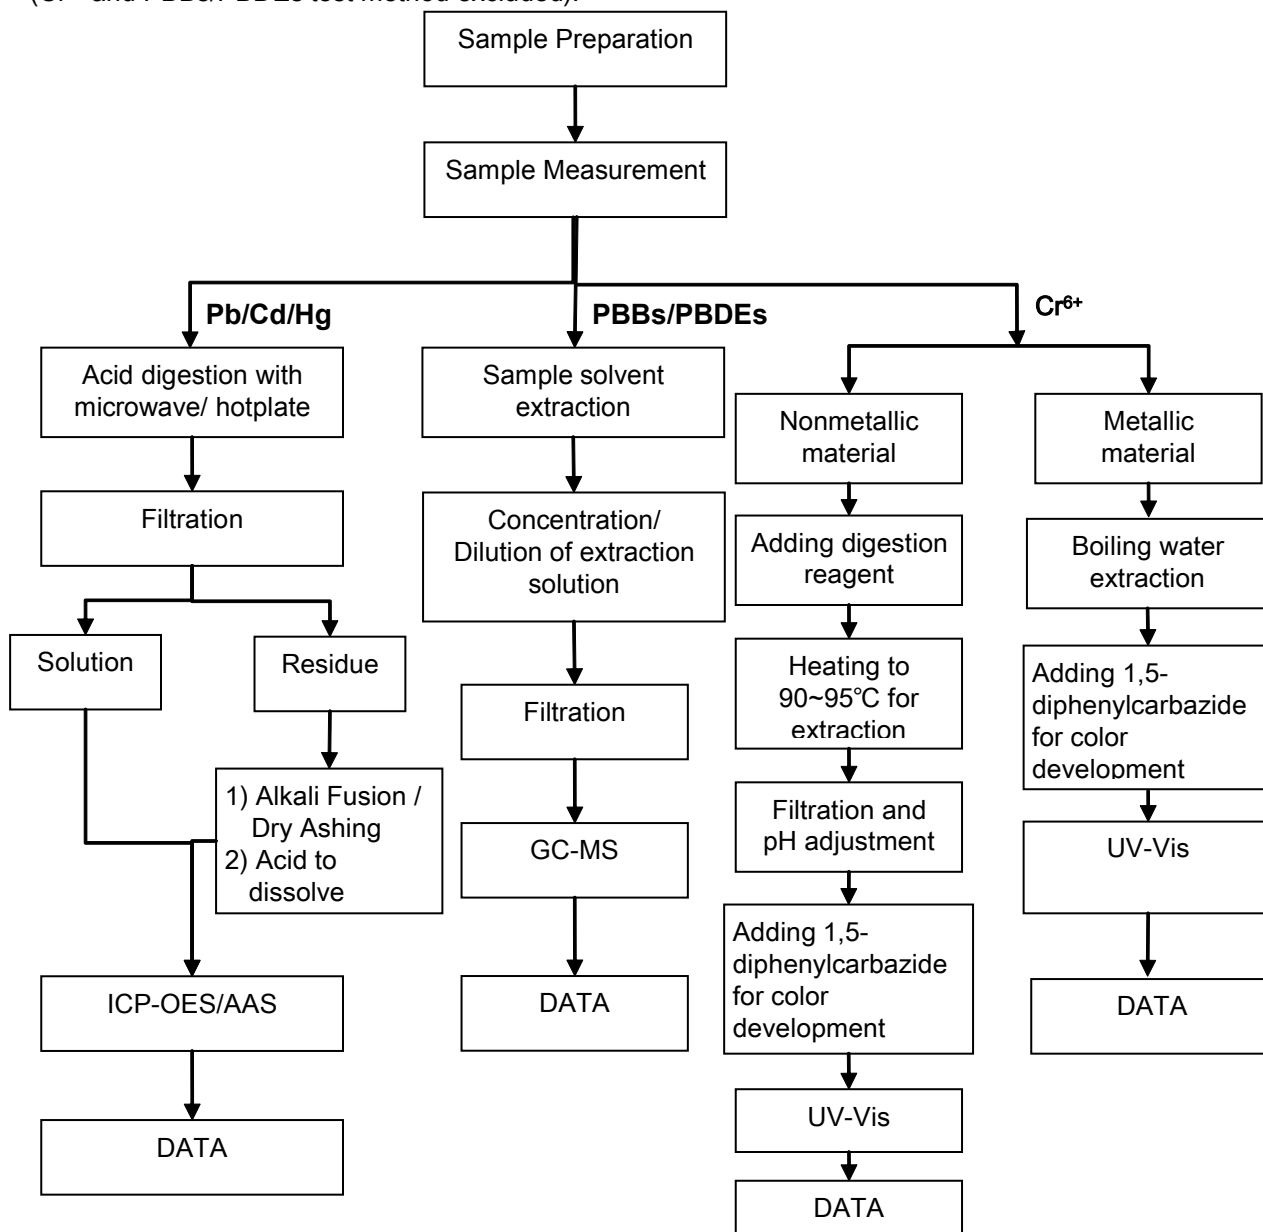 Sample Preparation
Sample Measurement
Pb/Cd/Hg
PBBs/PBDEs
Cr⁶⁺
Acid digestion with
microwave/ hotplate
Filtration
Solution
Residue
1) Alkali Fusion /
Dry Ashing
2) Acid to
dissolve
ICP-OES/AAS
DATA
Sample solvent
extraction
Concentration/
Dilution of extraction
solution
Filtration
GC-MS
DATA
Nonmetallic
material
Adding digestion
reagent
Heating to
90~95℃ for
extraction
Filtration and
pH adjustment
Adding 1,5-
diphenylcarbazide
for color
development
UV-Vis
DATA
Metallic
material
Boiling water
extraction
Adding 1,5-
diphenylcarbazide
for color
development
UV-Vis
DATA